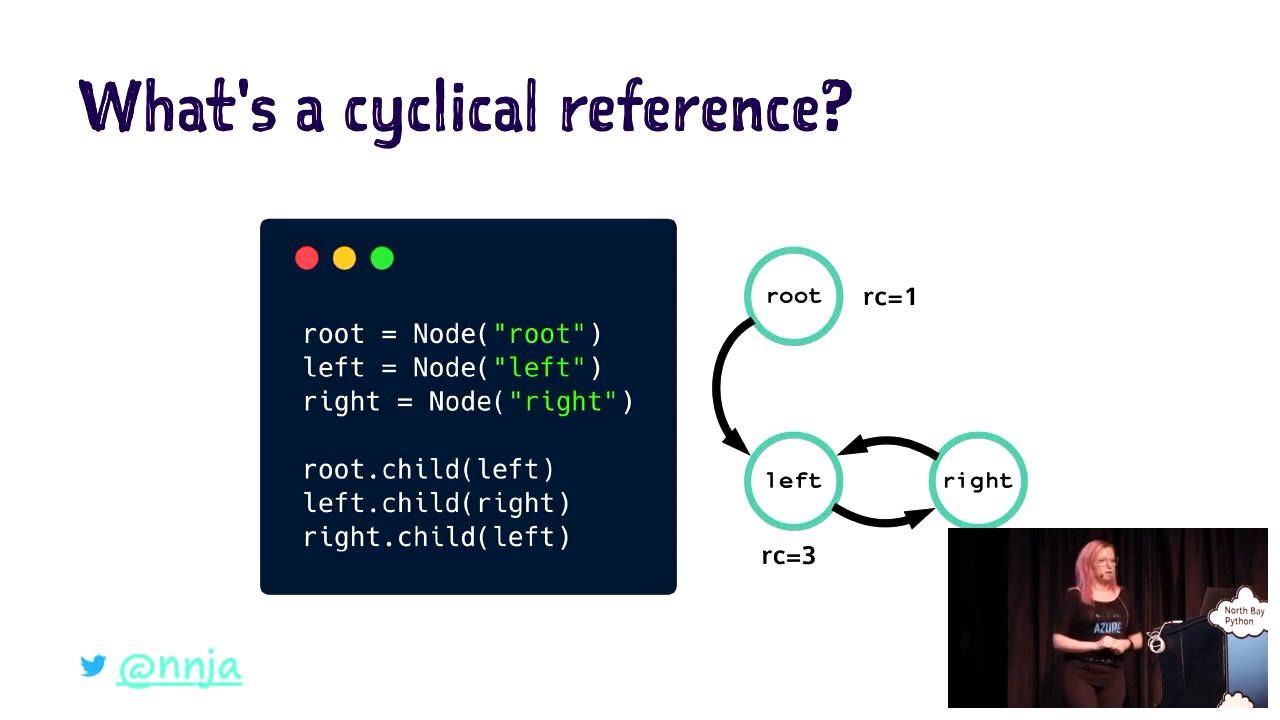 What's a cyclical reference?
root = Node("root")
left = Node("left")
right = Node("right")
root.child(left)
left.child(right)
right.child(left)
root
rc=1
left
right
rc=3
@nnja
AZURE
North Bay
Python